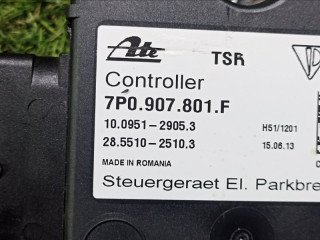 Ate TSR
Controller
7P0.907.801.F
10.0951-2905.3 H51/1201
28.5510-2510.3 15.06.13
MADE IN ROMANIA
Steuergeraet El. Parkbre